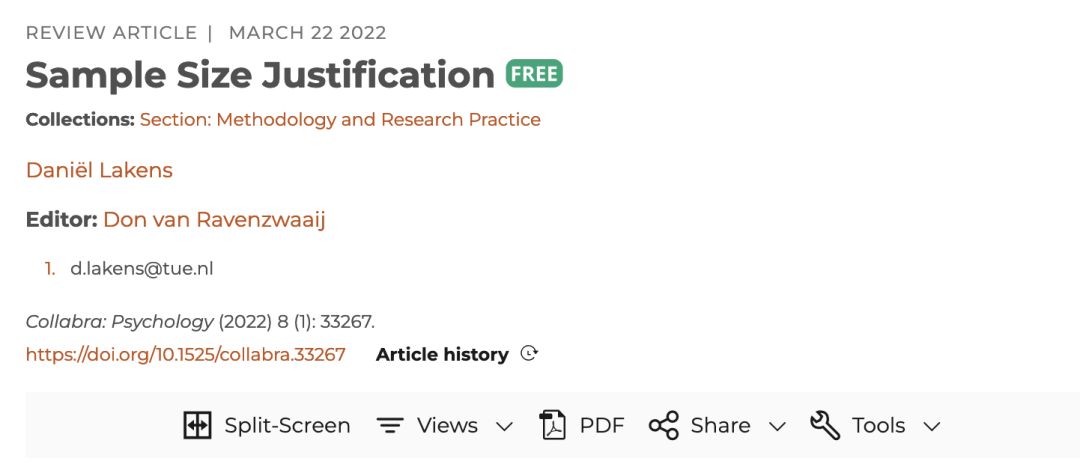 REVIEW ARTICLE | MARCH 22 2022
Sample Size Justification FREE
Collections: Section: Methodology and Research Practice
Daniël Lakens
Editor: Don van Ravenzwaaij
1. d.lakens@tue.nl
Collabra: Psychology (2022) 8 (1): 33267.
https://doi.org/10.1525/collabra.33267 Article history
Split-Screen Views PDF Share Tools